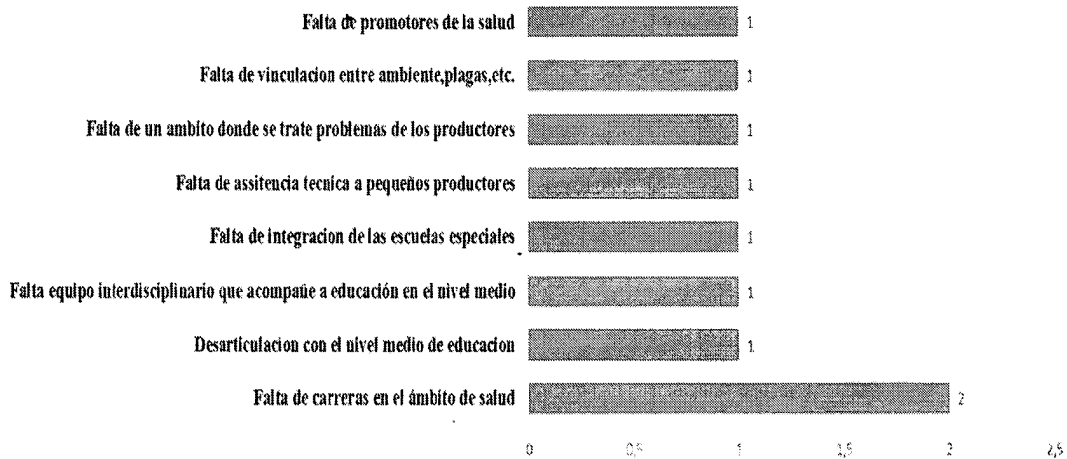 Falta de promotores de la salud 1
Falta de vinculacion entre ambiente,plagas,etc. 1
Falta de un ambito donde se trate problemas de los productores 1
Falta de assitencia tecnica a pequeños productores 1
Falta de integracion de las escuelas especiales 1
Falta equipo interdisciplinario que acompañe a educación en el nivel medio 1
Desarticulacion con el nivel medio de educacion 1
Falta de carreras en el ámbito de salud 2
0 0,5 1 1,5 2 2,5